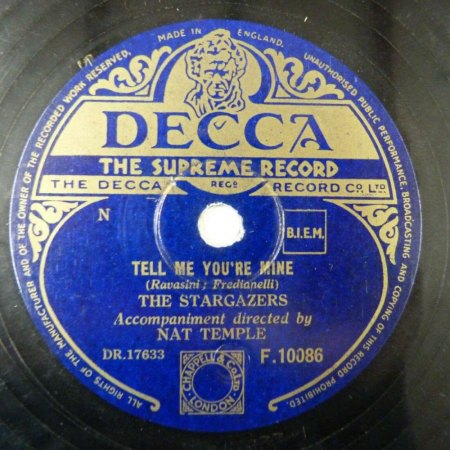 MADE IN ENGLAND.
ALL RIGHTS OF THE MANUFACTURER AND OF THE OWNER OF THE RECORDED WORK RESERVED.
UNAUTHORISED PUBLIC PERFORMANCE, BROADCASTING AND COPYING OF THIS RECORD PROHIBITED.
DECCA
THE SUPREME RECORD
THE DECCA REGD RECORD CO. LTD.
N
B.I.E.M.
TELL ME YOU'RE MINE
(Ravasini; Fredianelli)
THE STARGAZERS
Accompaniment directed by
NAT TEMPLE
DR.17633
CHAPPELL & Co LTD
LONDON
F.10086